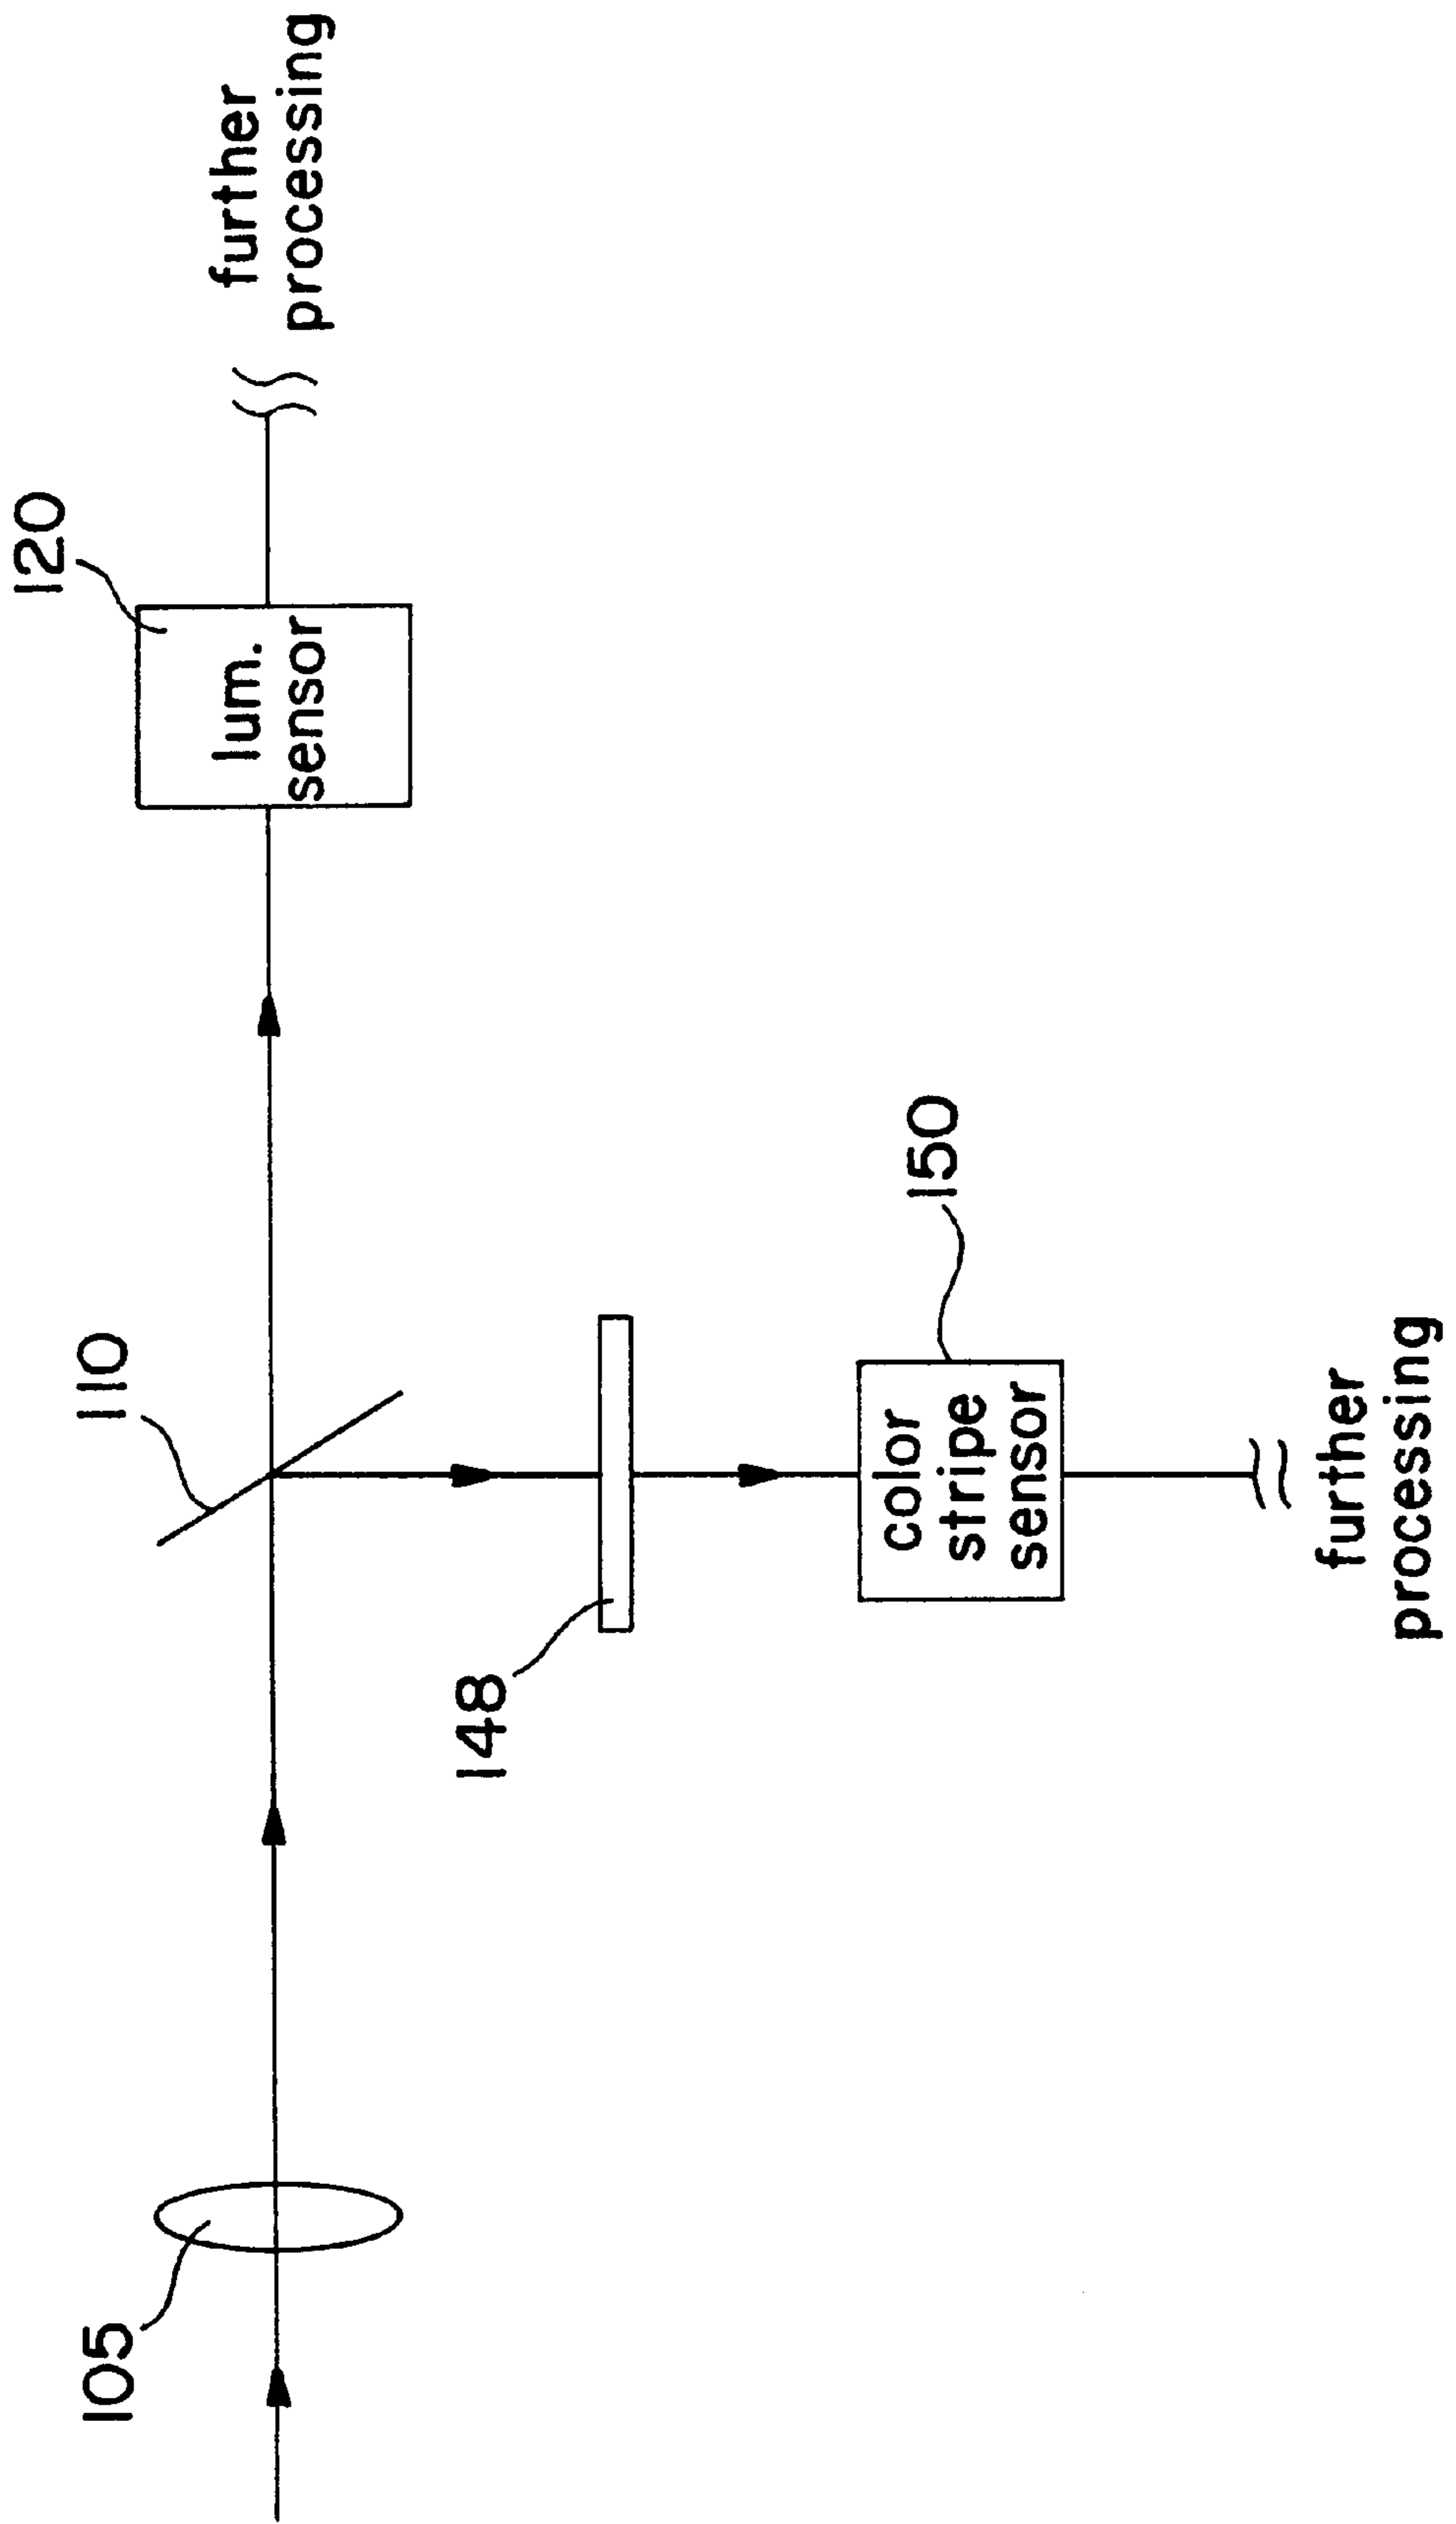 105
110
120
lum.
sensor
further
processing
148
150
color
stripe
sensor
further
processing